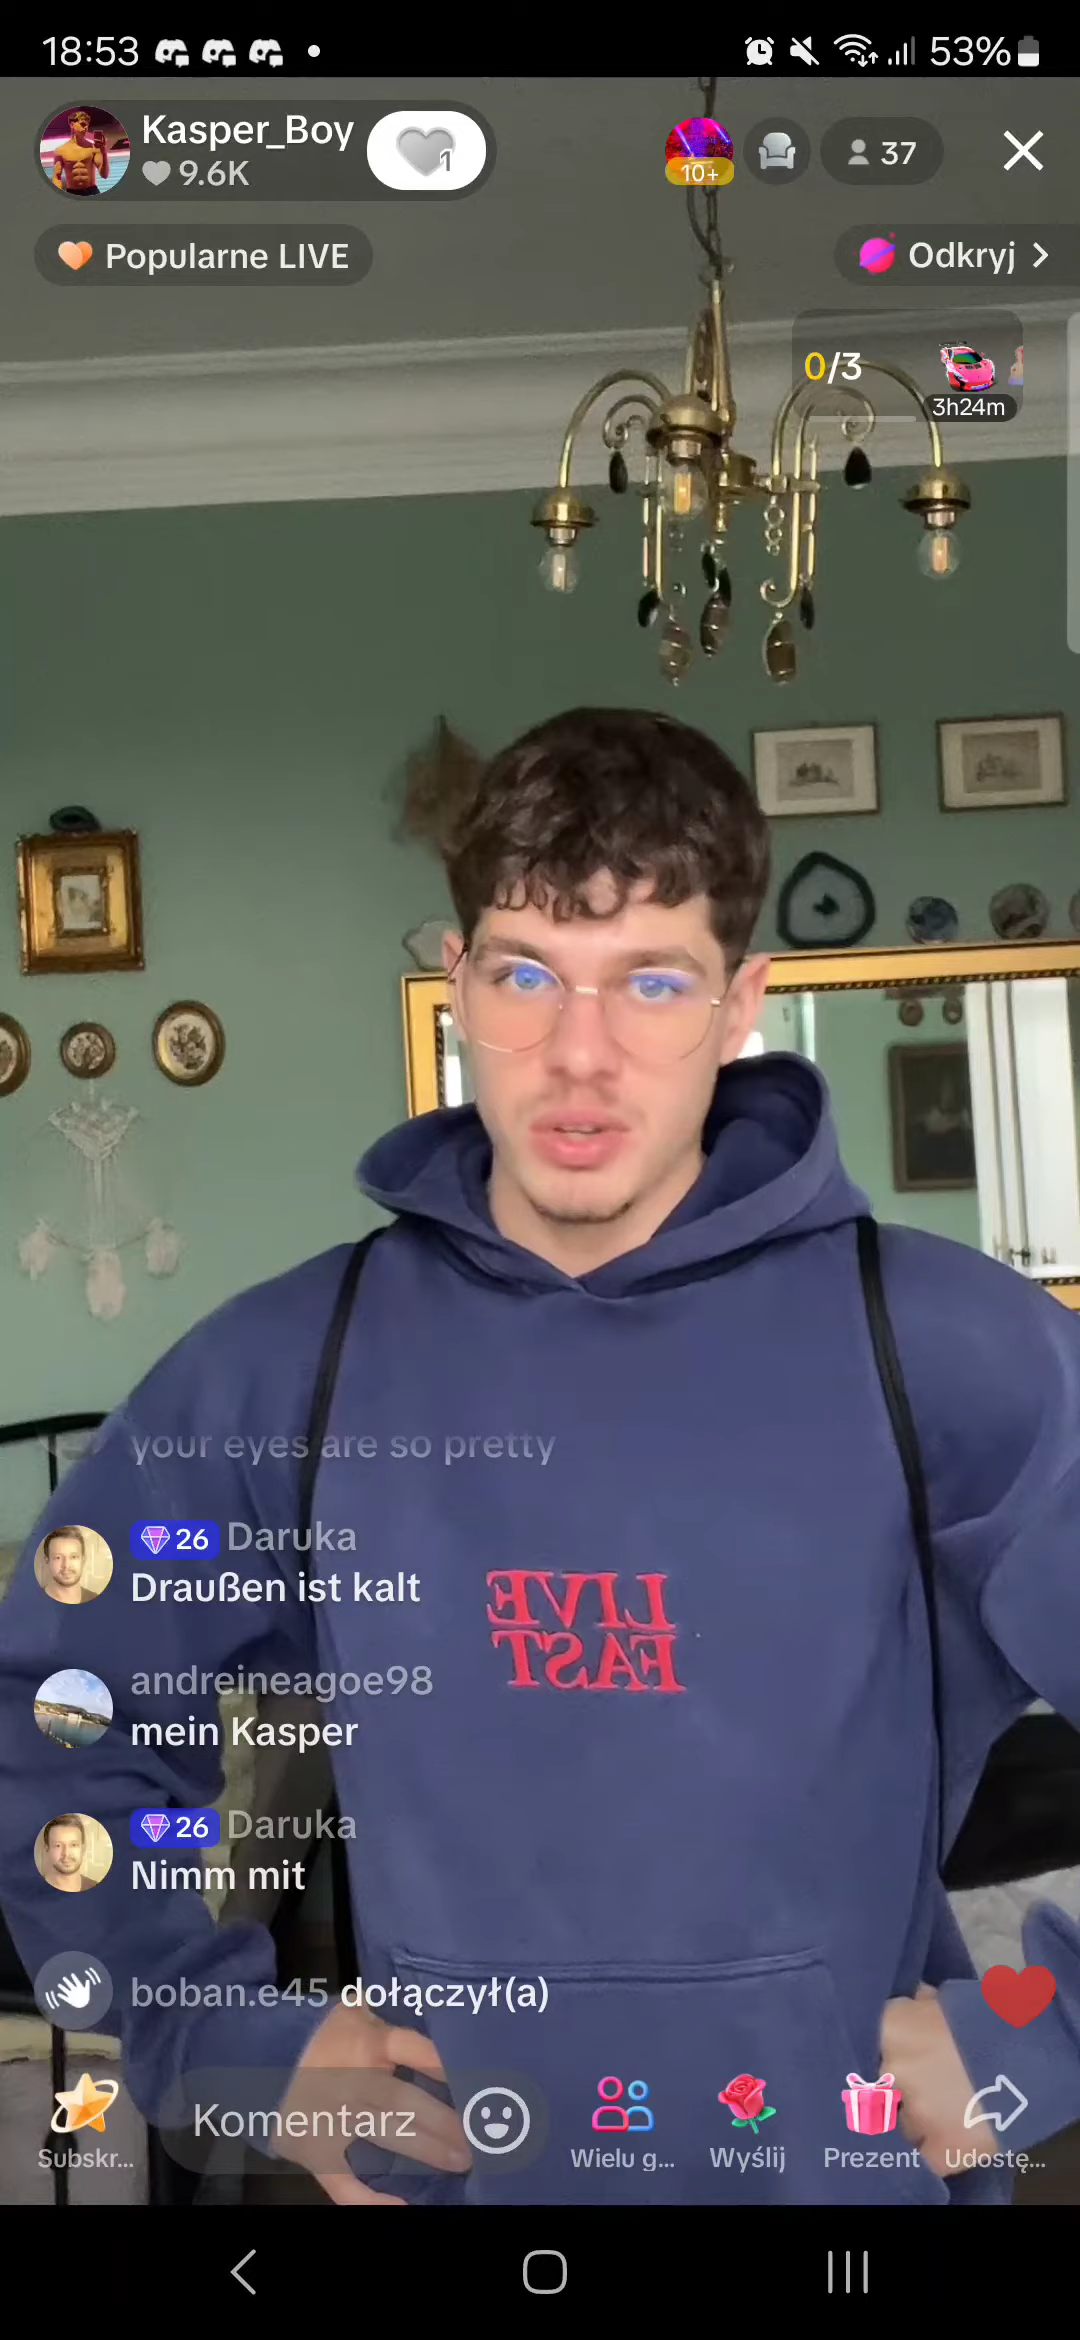 18:53
53%
Kasper_Boy
9.6K
1
10+
37
Popularne LIVE
Odkryj
0/3
3h24m
your eyes are so pretty
26 Daruka
Draußen ist kalt
LIVE
FAST
andreineagoe98
mein Kasper
26 Daruka
Nimm mit
boban.e45 dołączył(a)
Komentarz
Subskr...
Wielu g...
Wyślij
Prezent
Udostę...